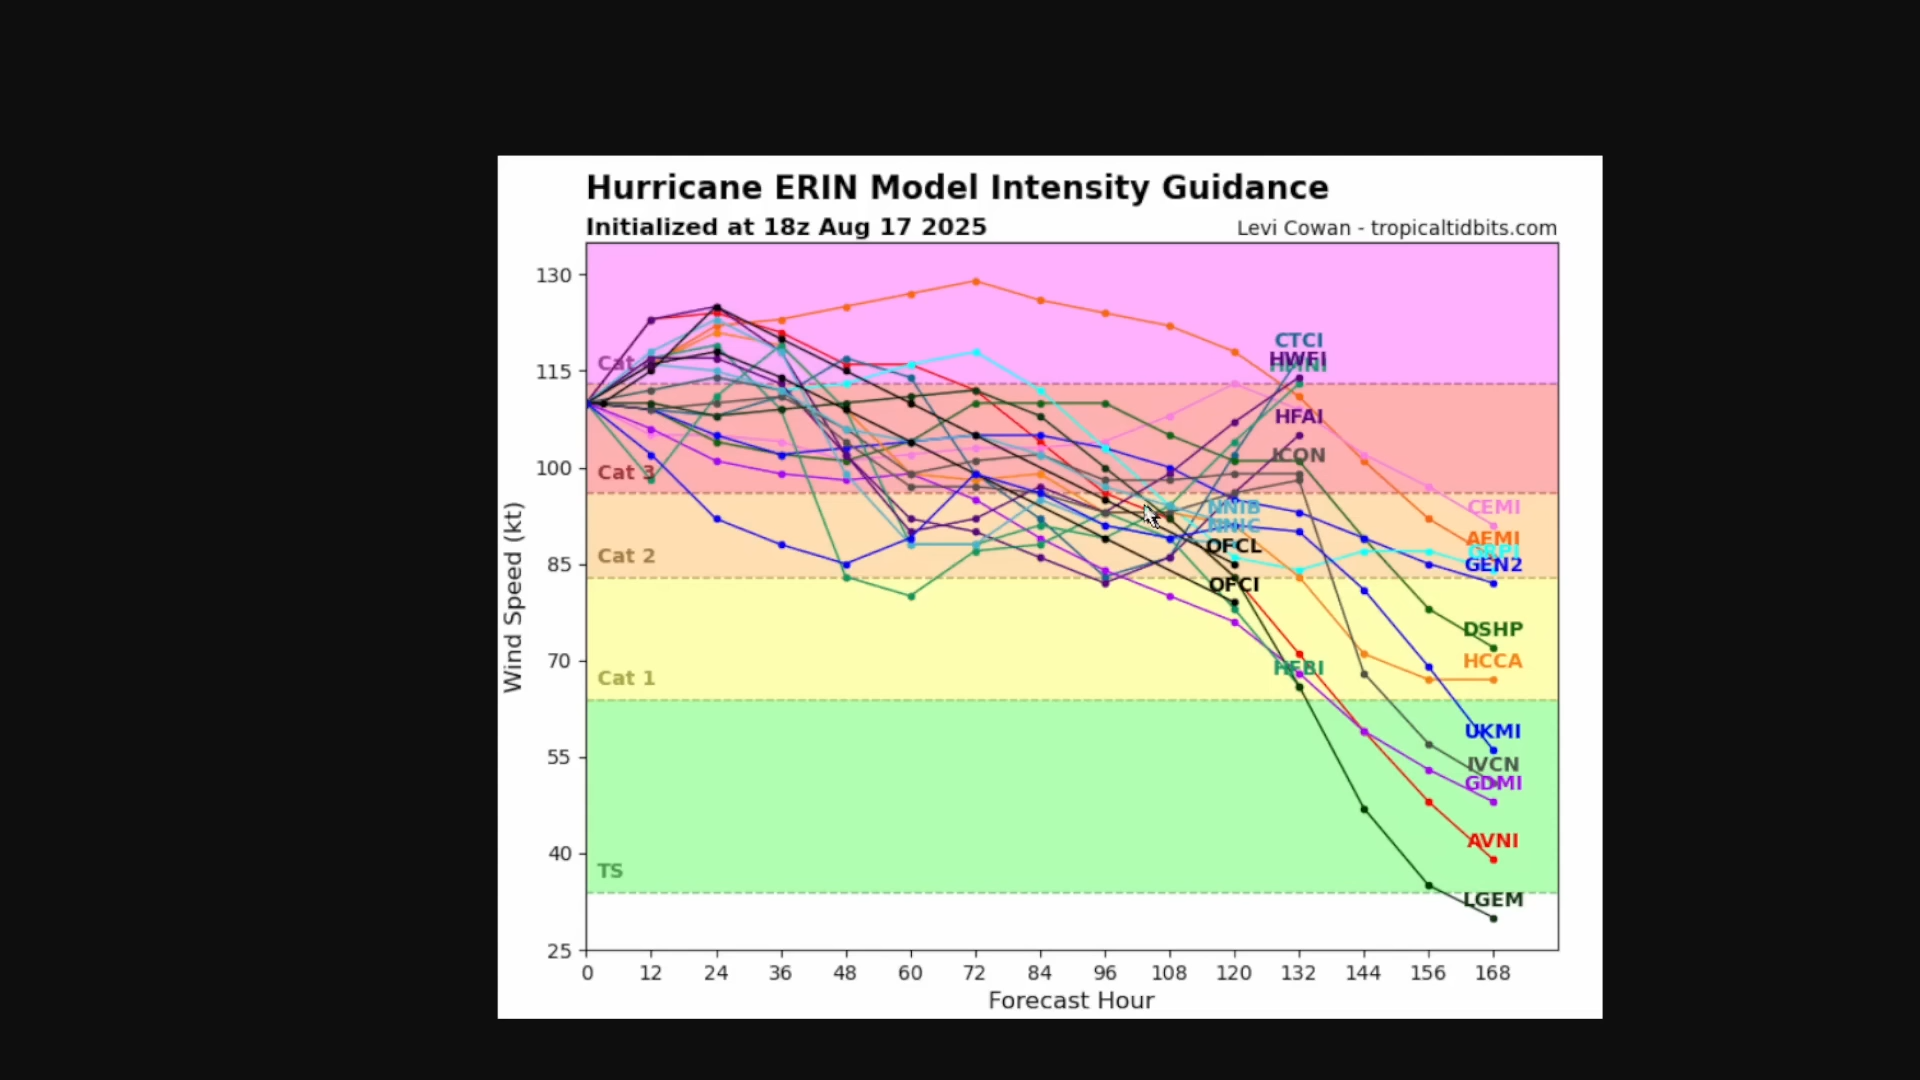 Hurricane ERIN Model Intensity Guidance
Initialized at 18z Aug 17 2025
Levi Cowan - tropicaltidbits.com
Wind Speed (kt)
130
115
100
85
70
55
40
25
Cat
Cat 3
Cat 2
Cat 1
TS
CTCI
HWFI
HFAI
ICON
NNIB
NNIC
OFCL
OFCI
HFBI
CEMI
AEMI
GEN2
DSHP
HCCA
UKMI
IVCN
GDMI
AVNI
LGEM
0 12 24 36 48 60 72 84 96 108 120 132 144 156 168
Forecast Hour